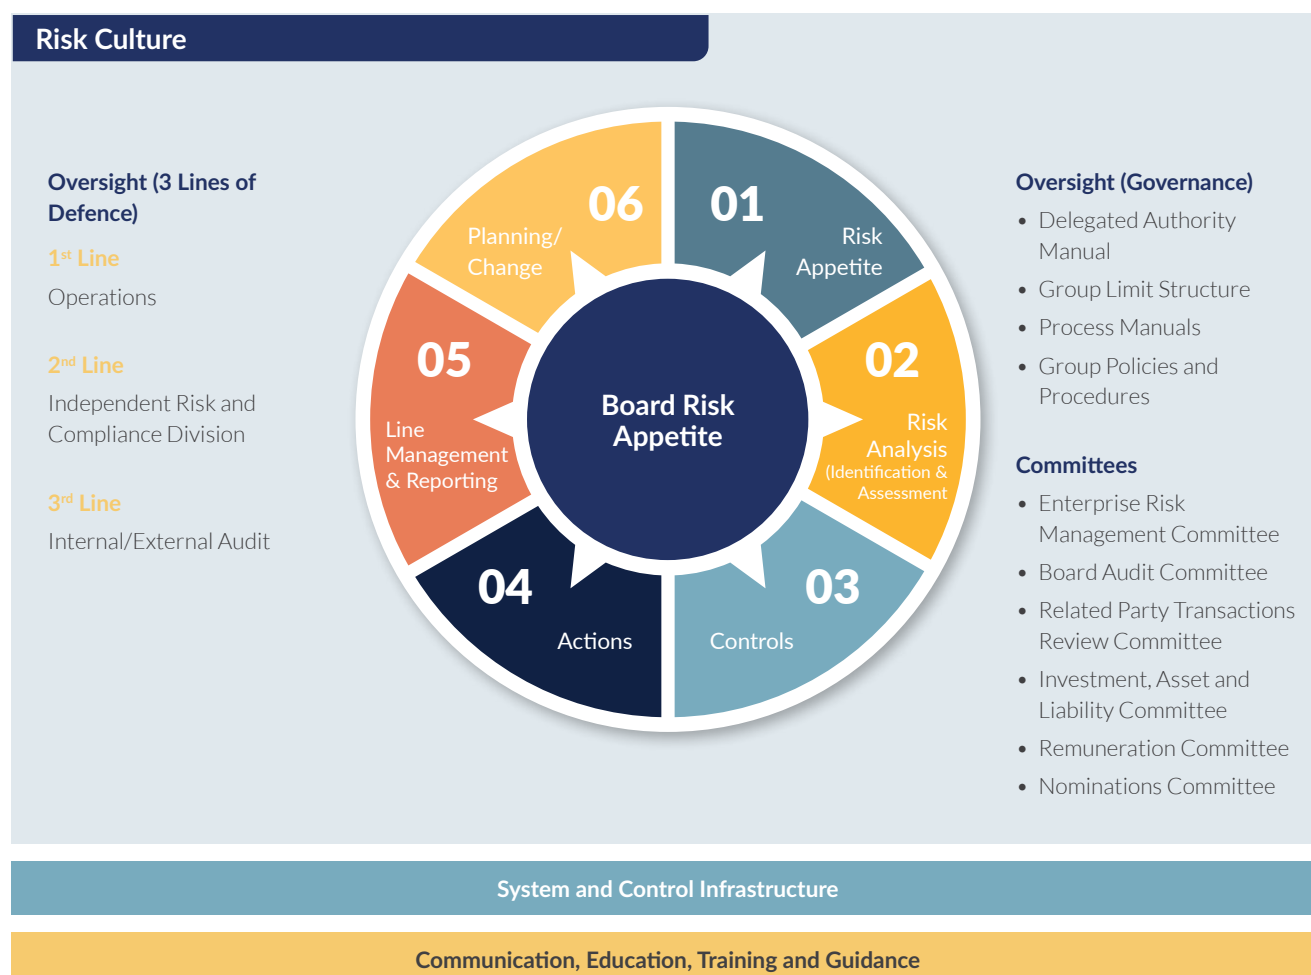 Risk Culture
Oversight (3 Lines of
Defence)
1st Line
Operations
2nd Line
Independent Risk and
Compliance Division
3rd Line
Internal/External Audit
06
Planning/
Change
01
Risk
Appetite
05
Line
Management
& Reporting
Board Risk
Appetite
02
Risk
Analysis
(Identification &
Assessment
04
Actions
03
Controls
Oversight (Governance)
• Delegated Authority
Manual
• Group Limit Structure
• Process Manuals
• Group Policies and
Procedures
Committees
• Enterprise Risk
Management Committee
• Board Audit Committee
• Related Party Transactions
Review Committee
• Investment, Asset and
Liability Committee
• Remuneration Committee
• Nominations Committee
System and Control Infrastructure
Communication, Education, Training and Guidance